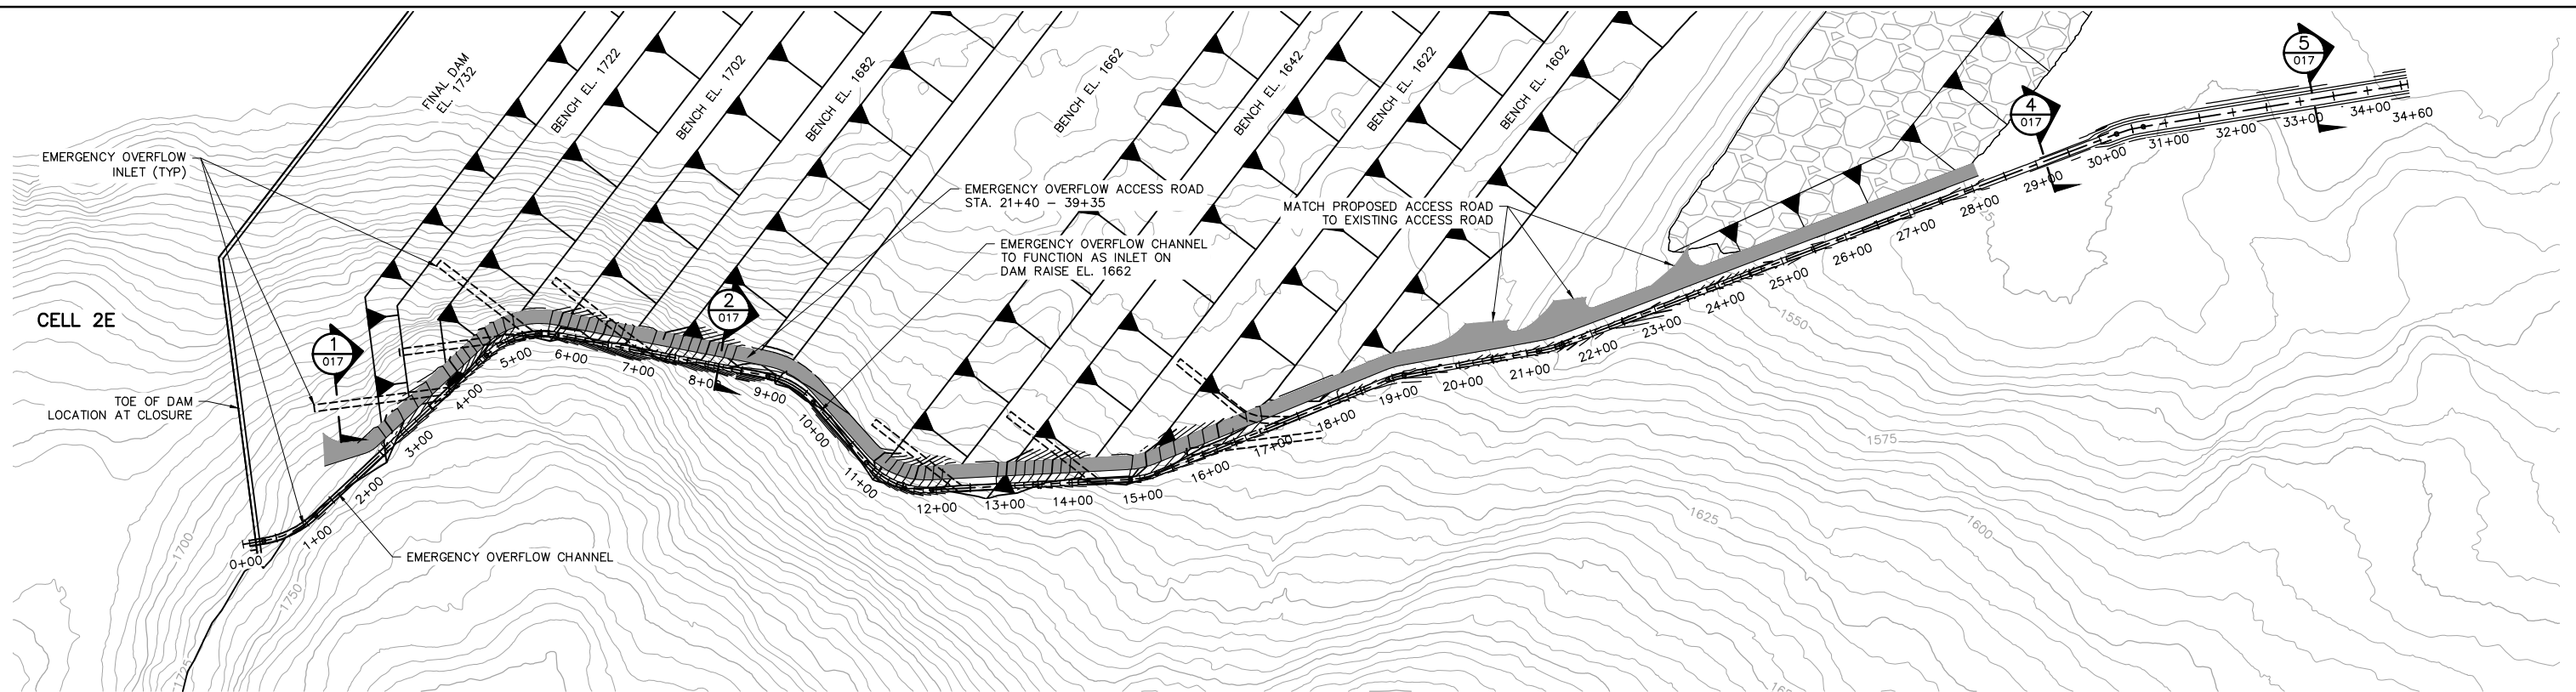 FINAL DAM
EL. 1732
BENCH EL. 1722
BENCH EL. 1702
BENCH EL. 1682
BENCH EL. 1662
BENCH EL. 1642
BENCH EL. 1622
BENCH EL. 1602
5
017
4
017
EMERGENCY OVERFLOW
INLET (TYP)
EMERGENCY OVERFLOW ACCESS ROAD
STA. 21+40 – 39+35
MATCH PROPOSED ACCESS ROAD
TO EXISTING ACCESS ROAD
EMERGENCY OVERFLOW CHANNEL
TO FUNCTION AS INLET ON
DAM RAISE EL. 1662
CELL 2E
1
017
2
017
TOE OF DAM
LOCATION AT CLOSURE
EMERGENCY OVERFLOW CHANNEL
0+00
1+00
2+00
3+00
4+00
5+00
6+00
7+00
8+00
9+00
10+00
11+00
12+00
13+00
14+00
15+00
16+00
17+00
18+00
19+00
20+00
21+00
22+00
23+00
24+00
25+00
26+00
27+00
28+00
29+00
30+00
31+00
32+00
33+00
34+00
34+60
1550
1575
1600
1625
1700
1750
1725